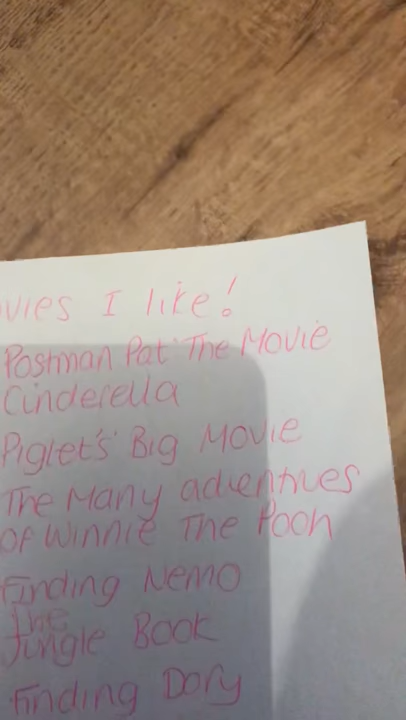 vies I like!
Postman Pat The Movie
Cinderella
Piglet's Big Movie
The Many adventures
of Winnie The Pooh
Finding Nemo
The
Jungle Book
Finding Dory